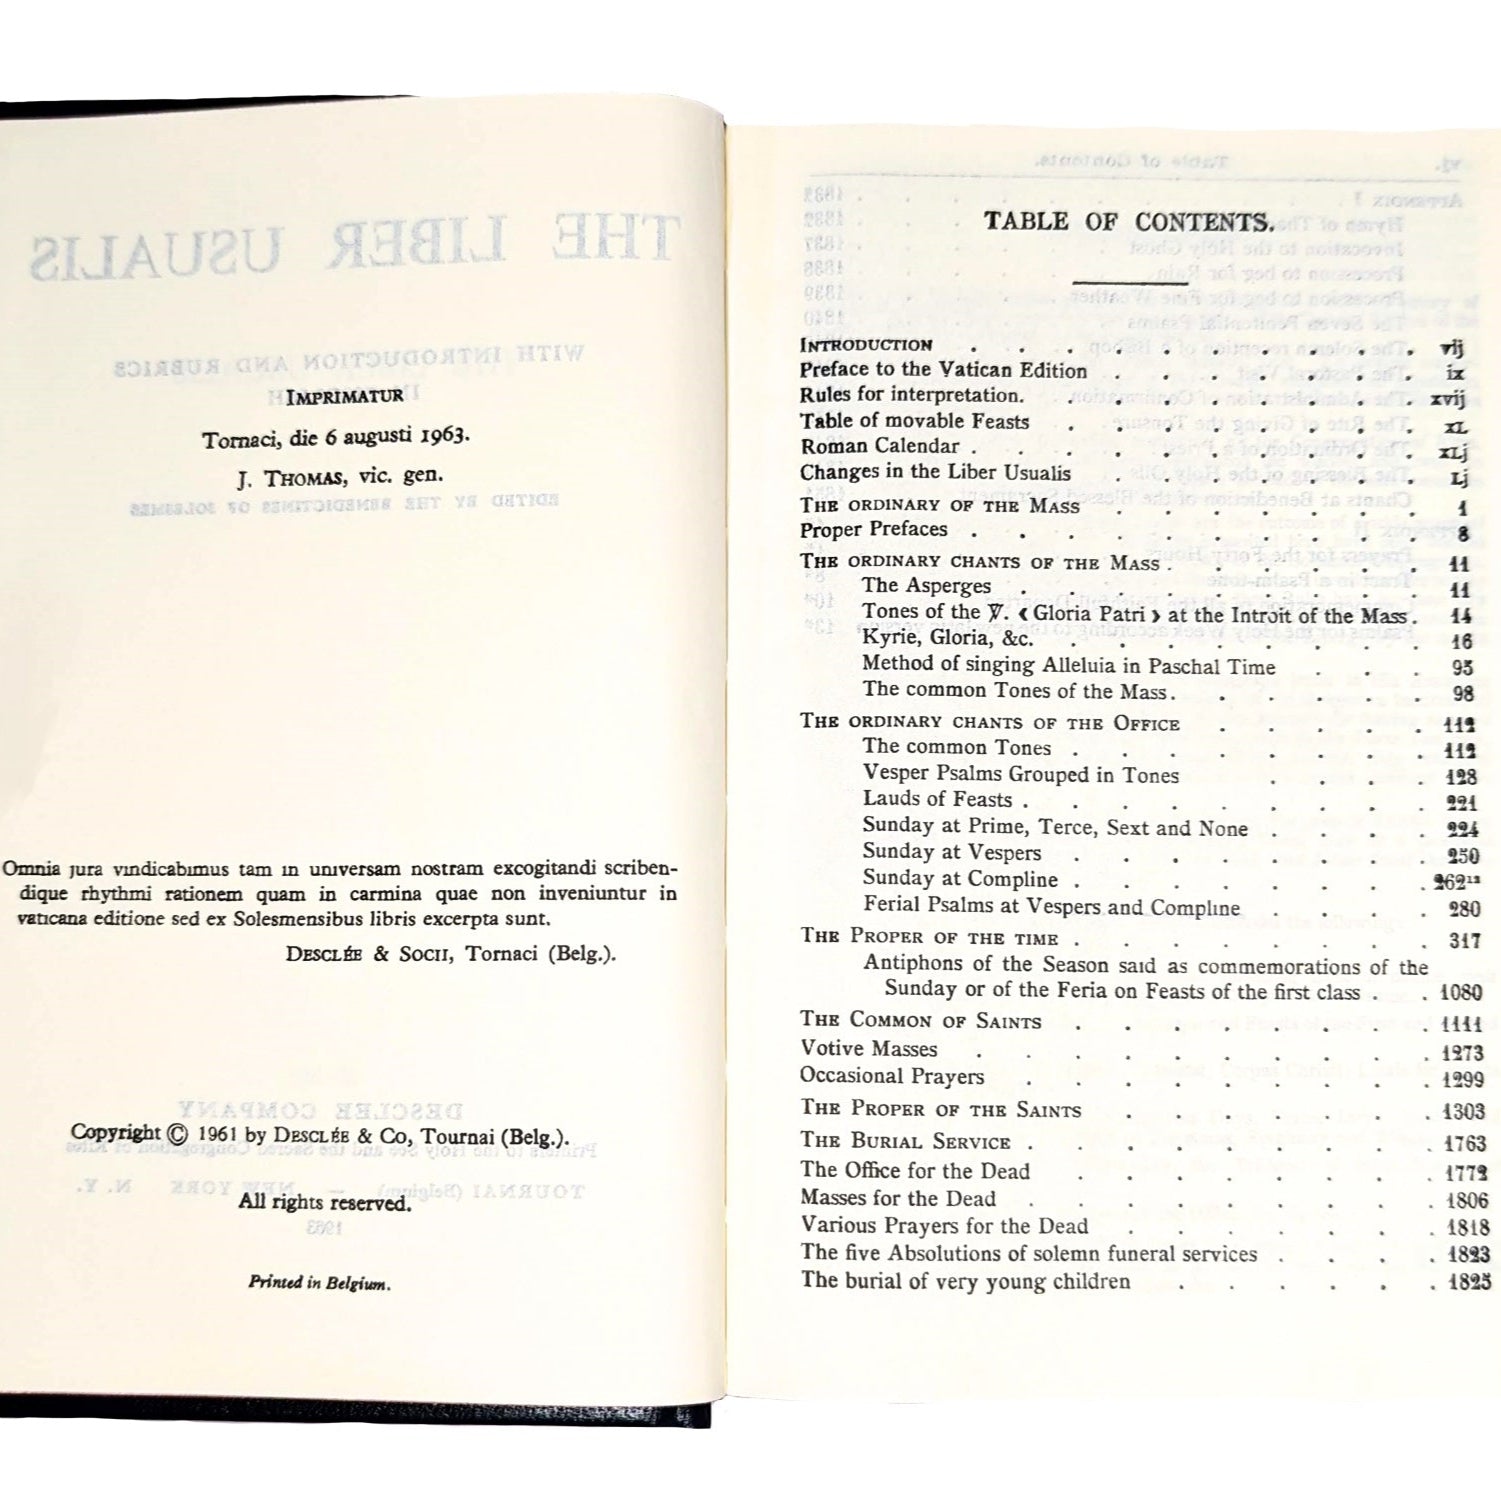 IMPRIMATUR
Tornaci, die 6 augusti 1963.
J. THOMAS, vic. gen.
Omnia jura vindicabimus tam in universam nostram excogitandi scriben-
dique rhythmi rationem quam in carmina quae non inveniuntur in
vaticana editione sed ex Solesmensibus libris excerpta sunt.
DESCLÉE & SOCII, Tornaci (Belg.).
Copyright © 1961 by DESCLÉE & Co, Tournai (Belg.).
All rights reserved.
Printed in Belgium.
TABLE OF CONTENTS.
INTRODUCTION . . . . . . . . . . vij
Preface to the Vatican Edition . . . . . . . ix
Rules for interpretation. . . . . . . . . xvij
Table of movable Feasts . . . . . . . . XL
Roman Calendar . . . . . . . . . . XLj
Changes in the Liber Usualis . . . . . . . Lj
THE ORDINARY OF THE MASS . . . . . . . 1
Proper Prefaces . . . . . . . . . . 8
THE ORDINARY CHANTS OF THE MASS . . . . . . 11
The Asperges . . . . . . . . . 11
Tones of the ℣. ‹ Gloria Patri › at the Introit of the Mass . 14
Kyrie, Gloria, &c. . . . . . . . . 16
Method of singing Alleluia in Paschal Time . . . 95
The common Tones of the Mass . . . . . . 98
THE ORDINARY CHANTS OF THE OFFICE . . . . . 112
The common Tones . . . . . . . . 112
Vesper Psalms Grouped in Tones . . . . 128
Lauds of Feasts . . . . . . . . . 221
Sunday at Prime, Terce, Sext and None . . . . 224
Sunday at Vespers . . . . . . . . 250
Sunday at Compline . . . . . . . . 262¹²
Ferial Psalms at Vespers and Compline . . . . 280
THE PROPER OF THE TIME . . . . . . . . 317
Antiphons of the Season said as commemorations of the
Sunday or of the Feria on Feasts of the first class . . 1080
THE COMMON OF SAINTS . . . . . . . . 1111
Votive Masses . . . . . . . . . . 1273
Occasional Prayers . . . . . . . . . 1299
THE PROPER OF THE SAINTS . . . . . . . 1303
THE BURIAL SERVICE . . . . . . . . . 1763
The Office for the Dead . . . . . . . . 1772
Masses for the Dead . . . . . . . . . 1806
Various Prayers for the Dead . . . . . . . 1818
The five Absolutions of solemn funeral services . . . . 1823
The burial of very young children . . . . . . 1825